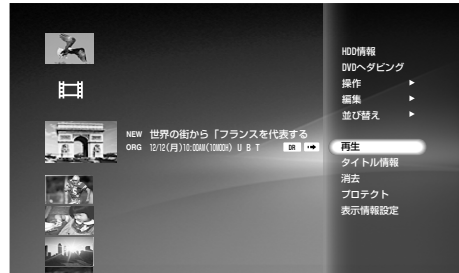 HDD情報
DVDへダビング
操作 ▶
編集 ▶
並び替え ▶
NEW 世界の街から「フランスを代表する
ORG 12/12(月)10:00AM(10MOOH) U B T DR
再生
タイトル情報
消去
プロテクト
表示情報設定